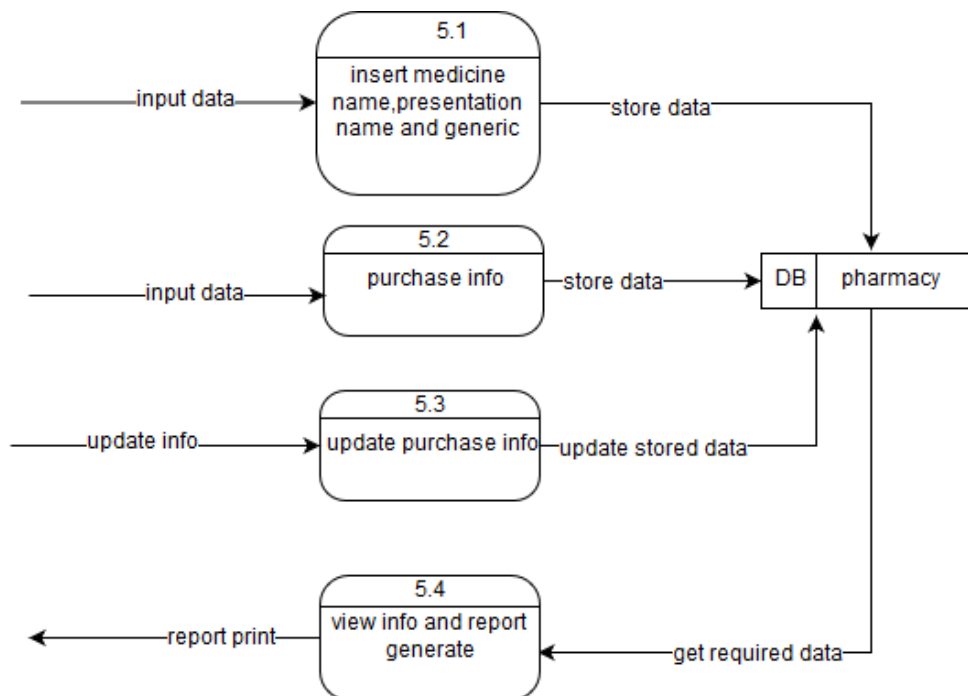 5.1
insert medicine
name,presentation
name and generic
input data
store data
5.2
purchase info
input data
store data
DB pharmacy
5.3
update purchase info
update info
update stored data
5.4
view info and report
generate
report print
get required data